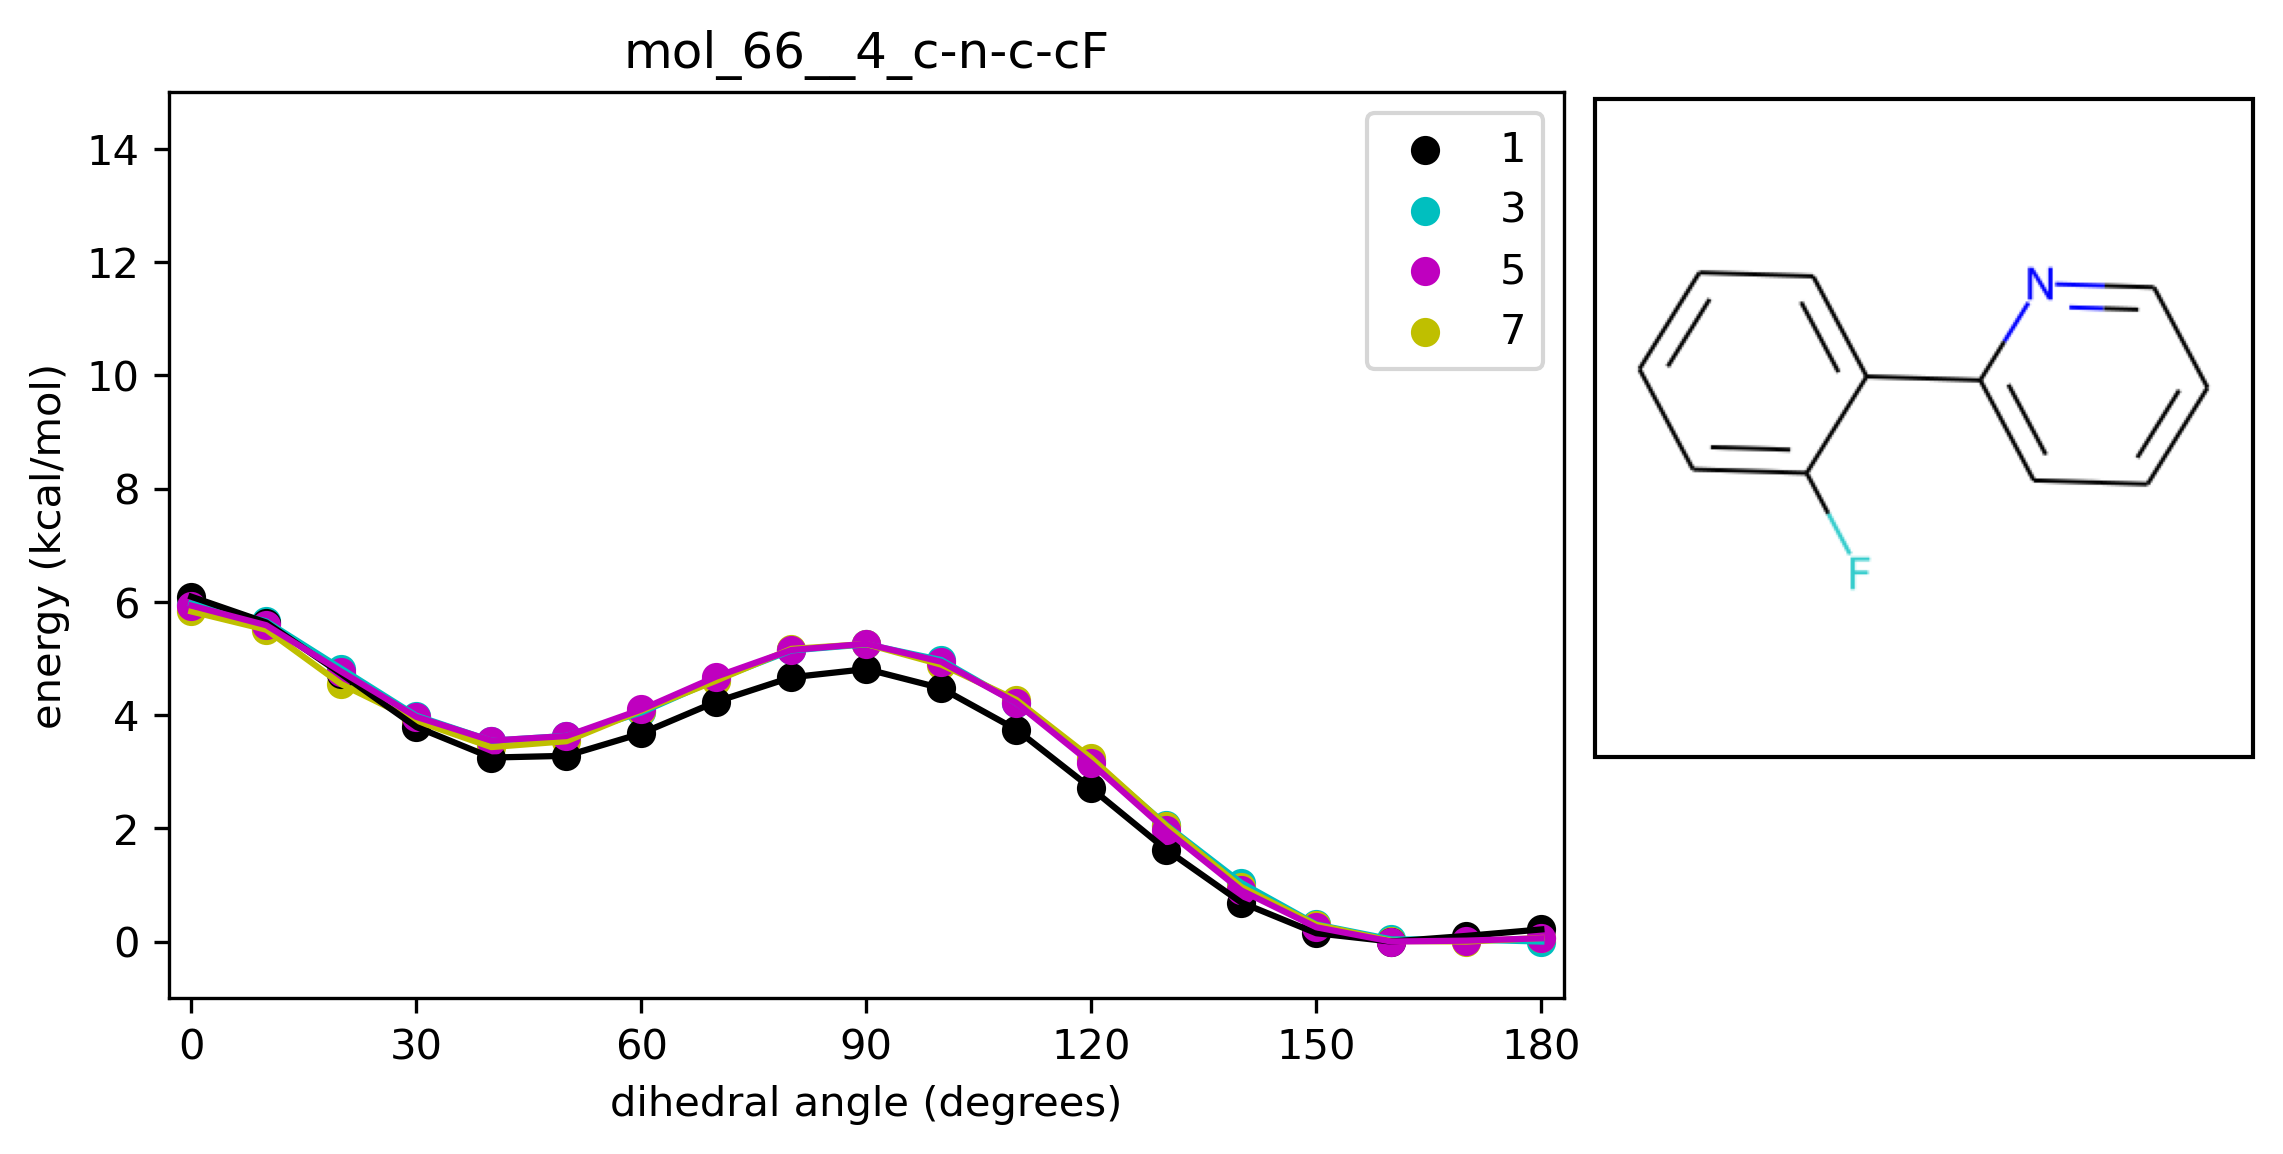 mol_66__4_c-n-c-cF
energy (kcal/mol)
14
12
10
8
6
4
2
0
0 30 60 90 120 150 180
dihedral angle (degrees)
1
3
5
7
N
F